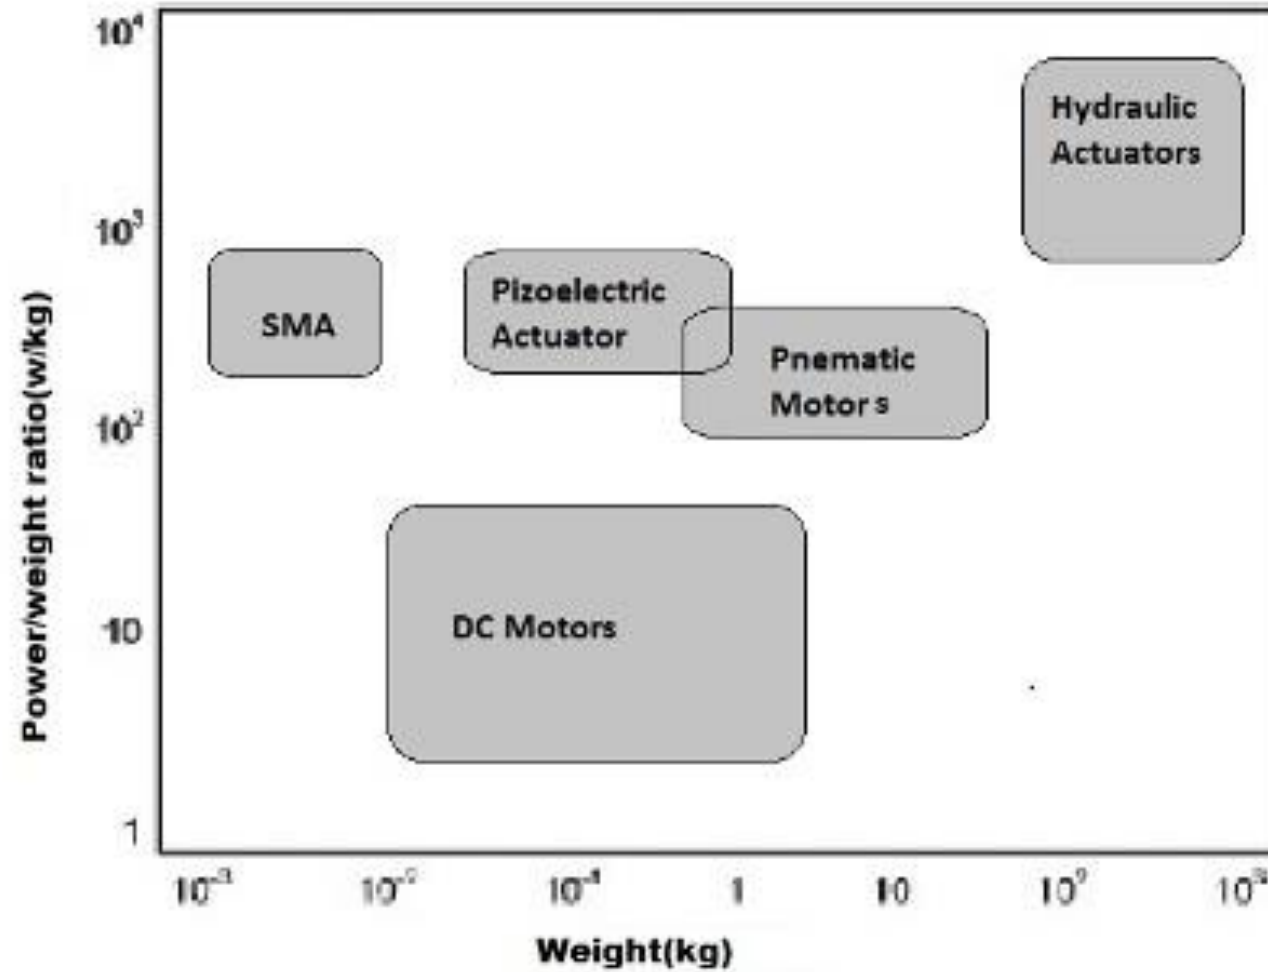 10⁴
Hydraulic
Actuators
10³
Pizoelectric
Actuator
SMA
Pnematic
Motors
10²
DC Motors
10
1
Power/weight ratio(w/kg)
1
10
Weight(kg)